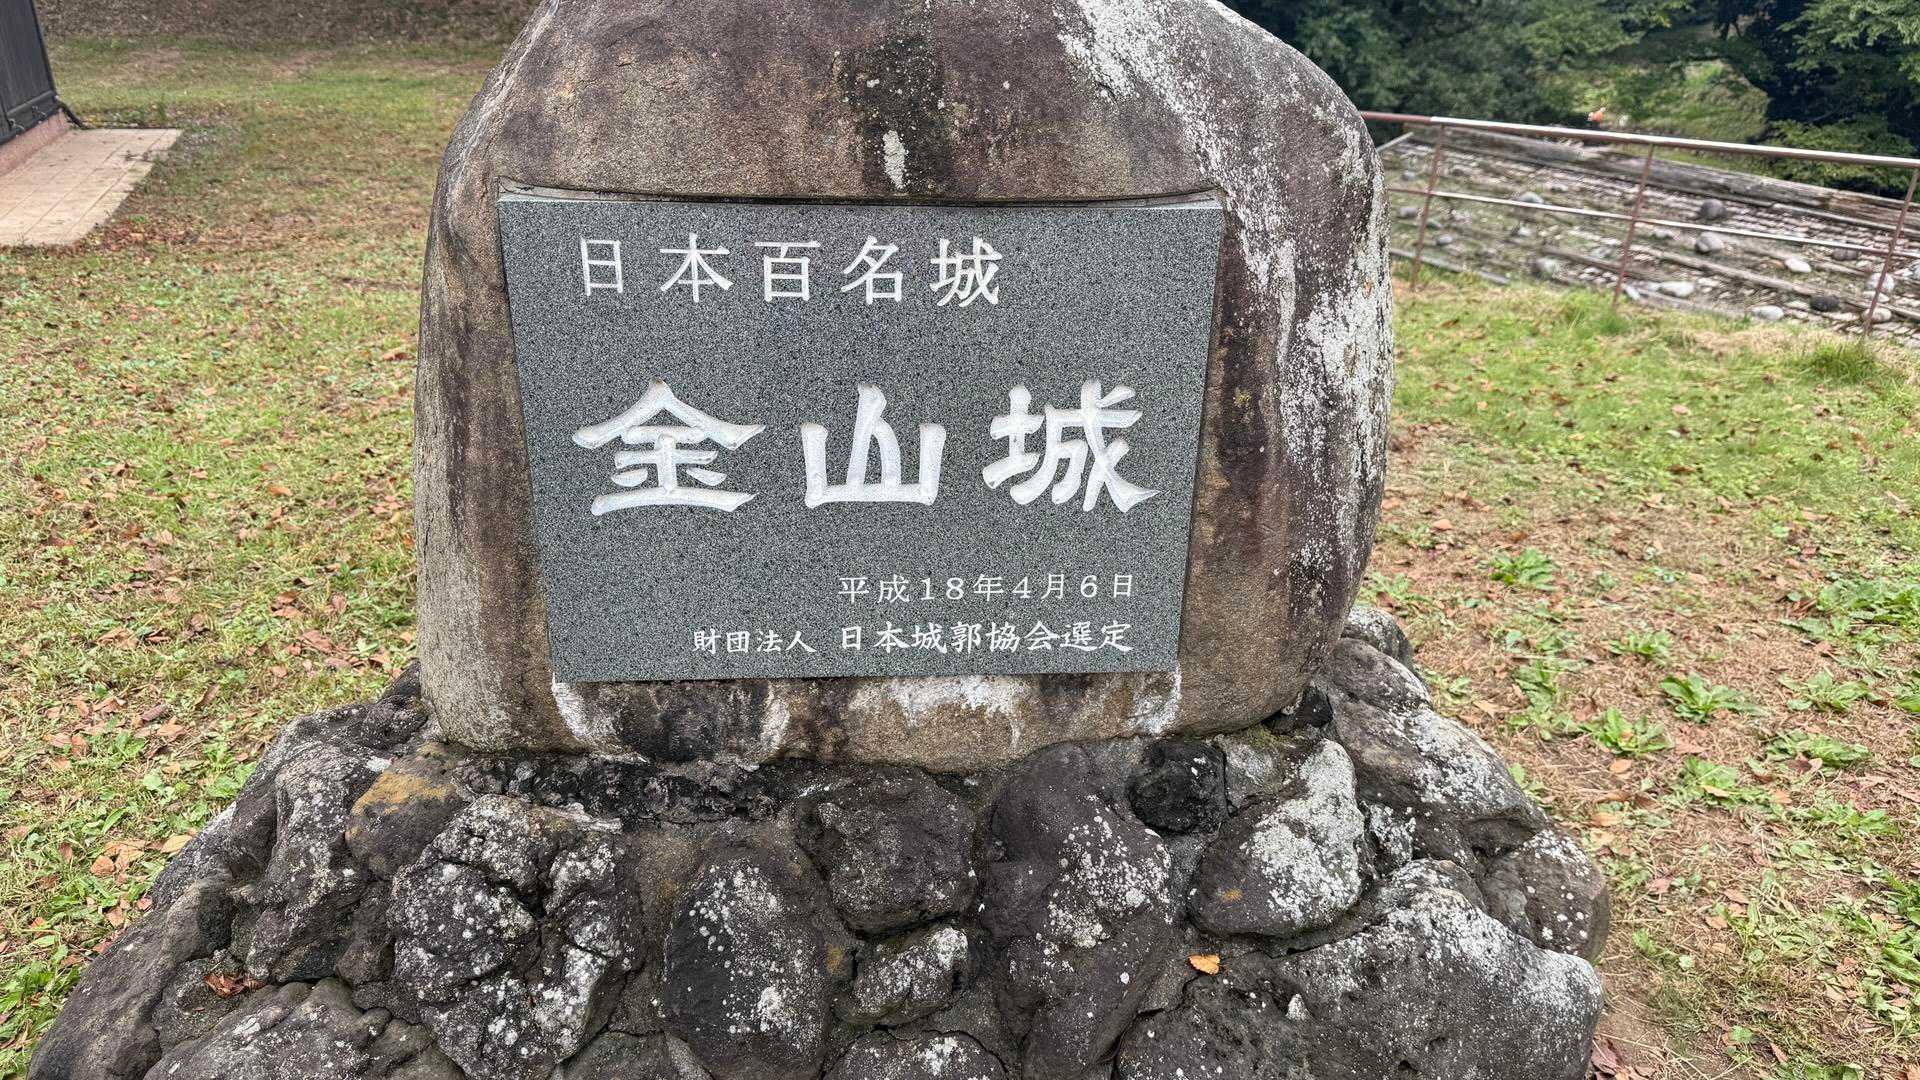 日本百名城
金山城
平成18年4月6日
財団法人 日本城郭協会選定